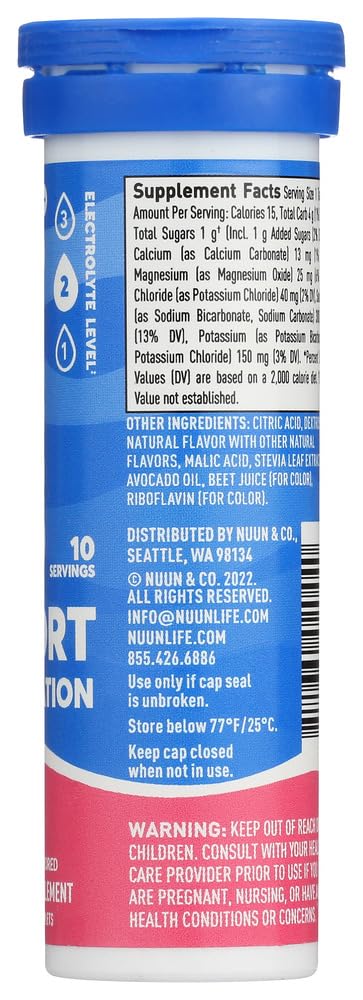 3
2
1
ELECTROLYTE LEVEL‡
10
SERVINGS
Supplement Facts Serving Size 1
Amount Per Serving: Calories 15, Total Carb 4 g
Total Sugars 1 g† (Incl. 1 g Added Sugars
Calcium (as Calcium Carbonate) 13 mg
Magnesium (as Magnesium Oxide) 25 mg
Chloride (as Potassium Chloride) 40 mg (2% DV),
(as Sodium Bicarbonate, Sodium Carbonate)
(13% DV), Potassium (as Potassium
Potassium Chloride) 150 mg (3% DV). *Percent
Values (DV) are based on a 2,000 calorie diet.
Value not established.
OTHER INGREDIENTS: CITRIC ACID,
NATURAL FLAVOR WITH OTHER NATURAL
FLAVORS, MALIC ACID, STEVIA LEAF
AVOCADO OIL, BEET JUICE (FOR COLOR),
RIBOFLAVIN (FOR COLOR).
DISTRIBUTED BY NUUN & CO.,
SEATTLE, WA 98134
© NUUN & CO. 2022.
ALL RIGHTS RESERVED.
INFO@NUUNLIFE.COM
NUUNLIFE.COM
855.426.6886
Use only if cap seal
is unbroken.
Store below 77°F/25°C.
Keep cap closed
when not in use.
WARNING: KEEP OUT OF REACH
CHILDREN. CONSULT WITH YOUR
CARE PROVIDER PRIOR TO USE IF YOU
ARE PREGNANT, NURSING, OR HAVE
HEALTH CONDITIONS OR CONCERNS.